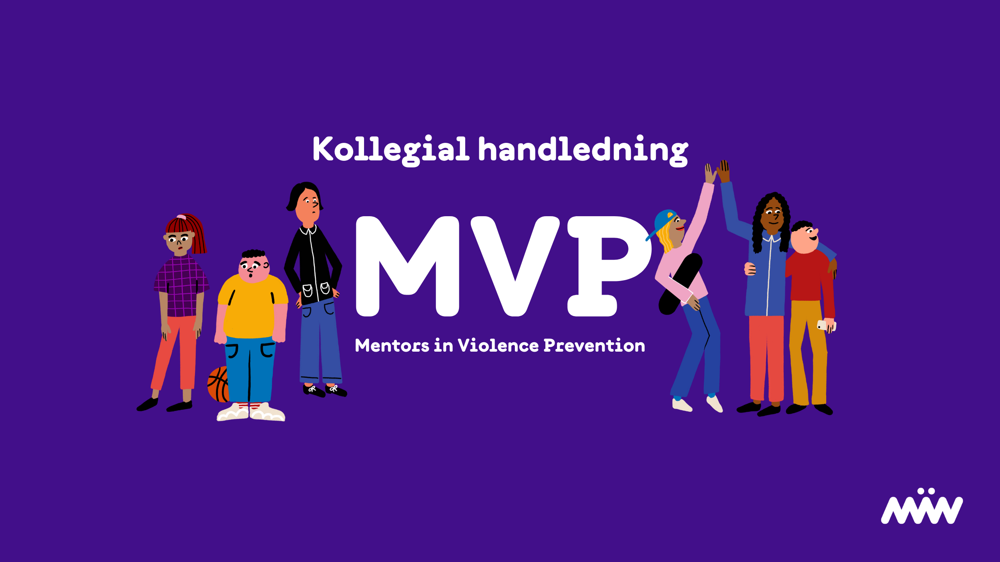 Kollegial handledning
MVP
Mentors in Violence Prevention